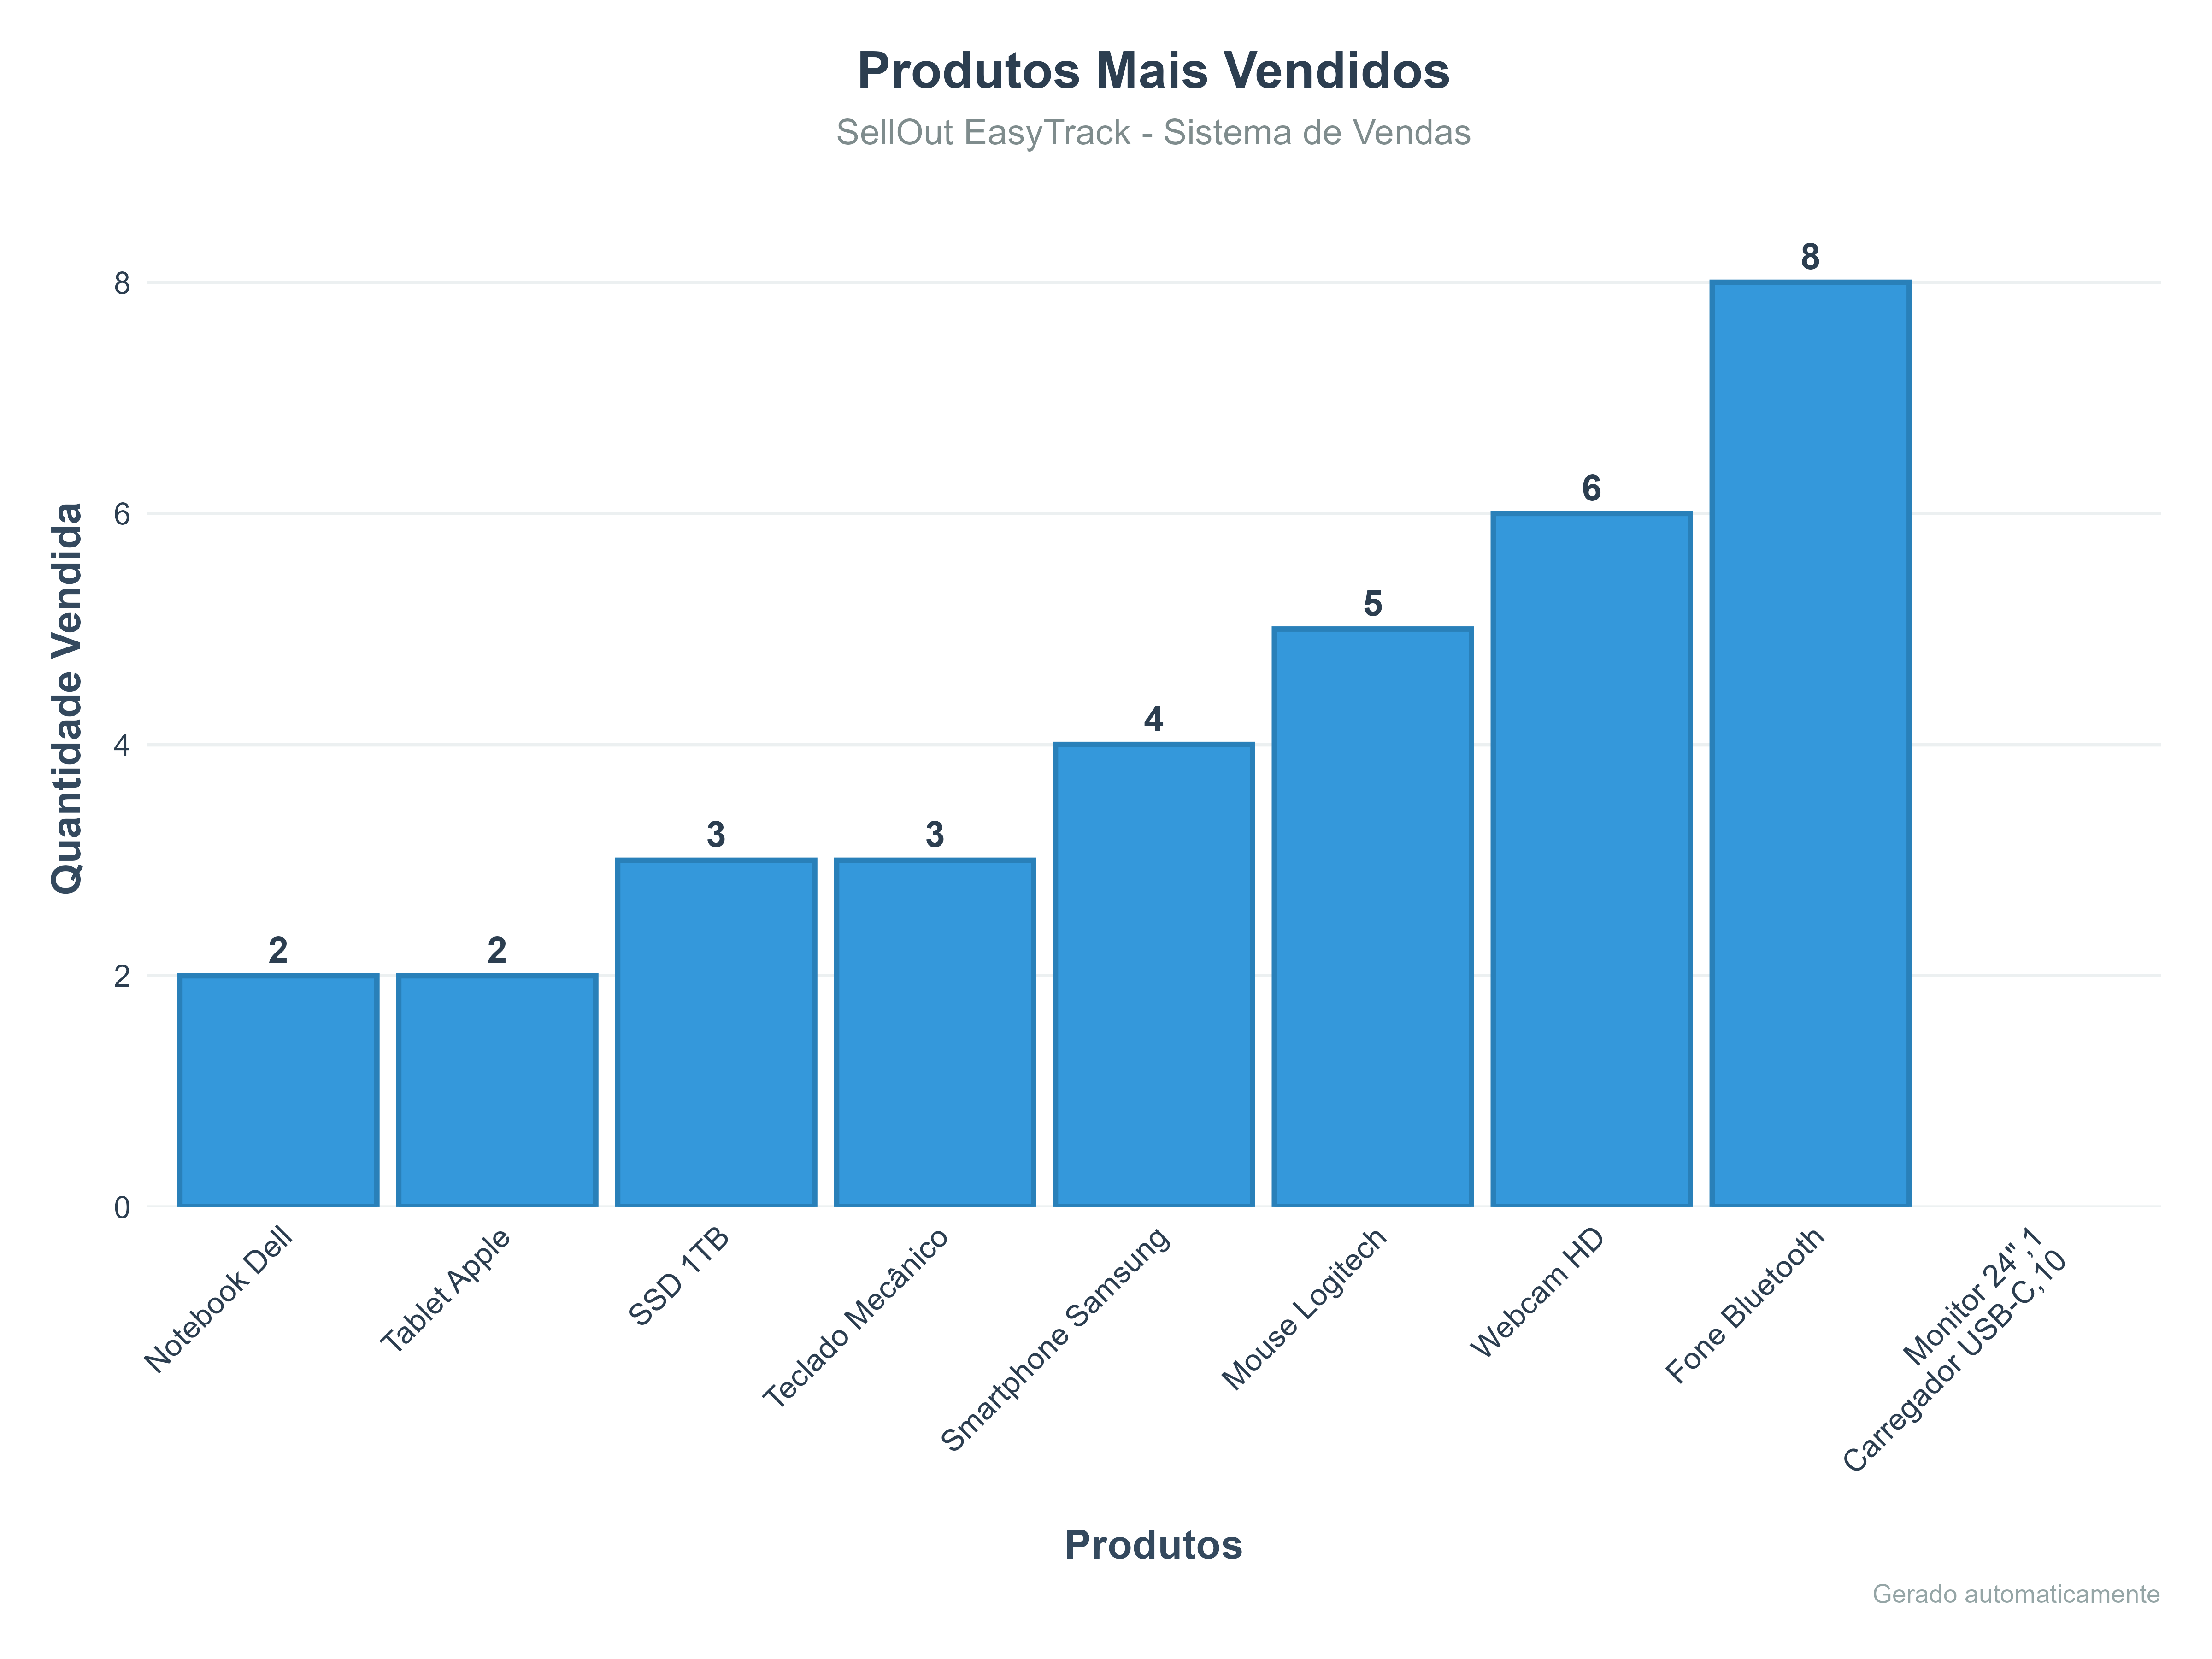 Produtos Mais Vendidos
SellOut EasyTrack - Sistema de Vendas
Quantidade Vendida
8
6
4
2
0
2
2
3
3
4
5
6
8
Notebook Dell
Tablet Apple
SSD 1TB
Teclado Mecânico
Smartphone Samsung
Mouse Logitech
Webcam HD
Fone Bluetooth
Monitor 24" ,1
Carregador USB-C,10
Produtos
Gerado automaticamente